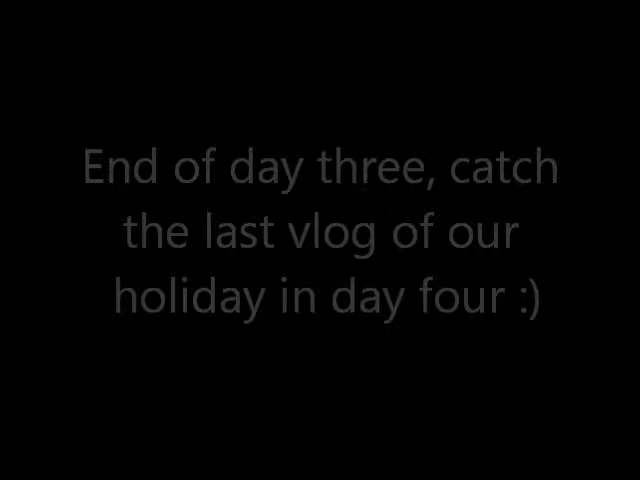 End of day three, catch
the last vlog of our
holiday in day four :)